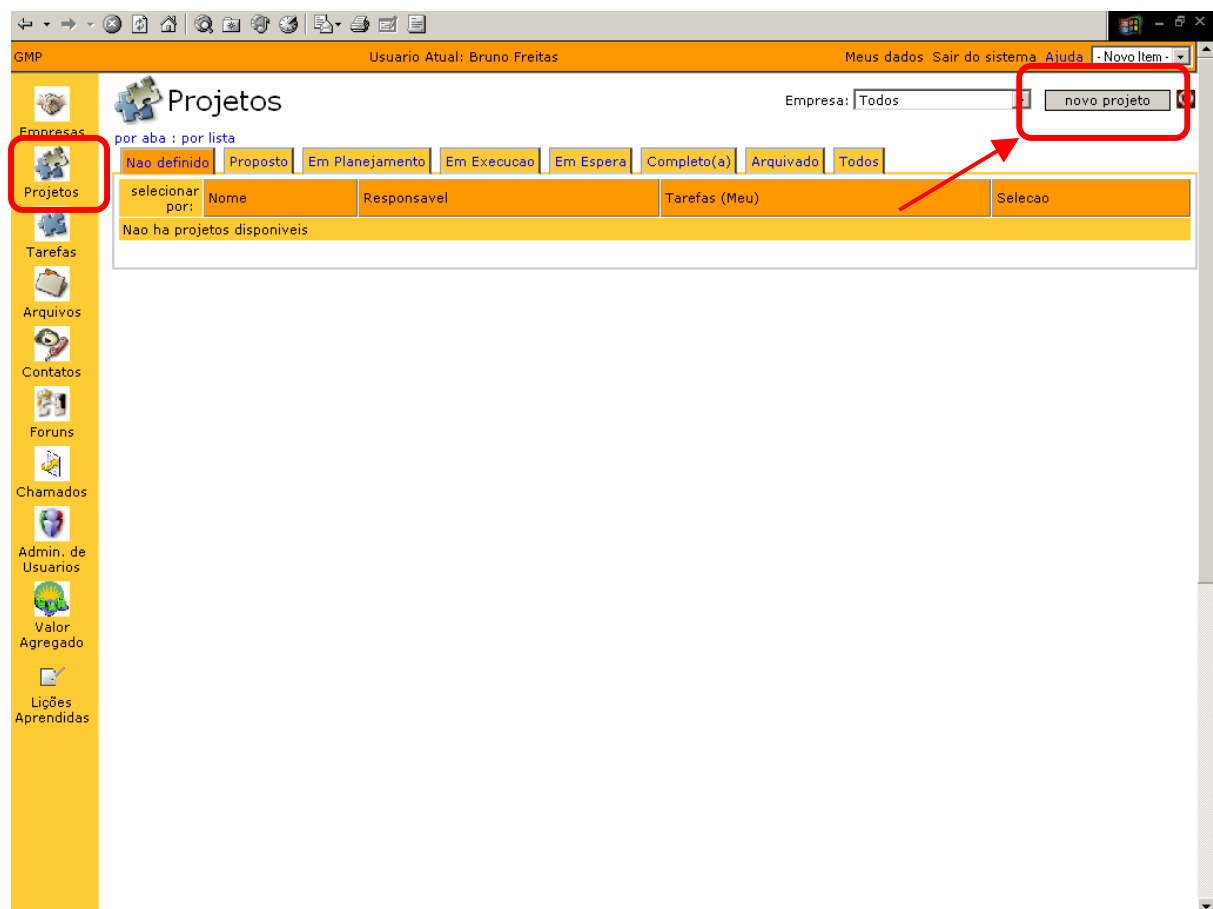 GMP Usuario Atual: Bruno Freitas Meus dados Sair do sistema Ajuda - Novo Item -
Projetos Empresa: Todos novo projeto
por aba : por lista
Nao definido Proposto Em Planejamento Em Execucao Em Espera Completo(a) Arquivado Todos
selecionar por: Nome Responsavel Tarefas (Meu) Selecao
Nao ha projetos disponiveis
Empresas
Projetos
Tarefas
Arquivos
Contatos
Foruns
Chamados
Admin. de
Usuarios
Valor
Agregado
Lições
Aprendidas